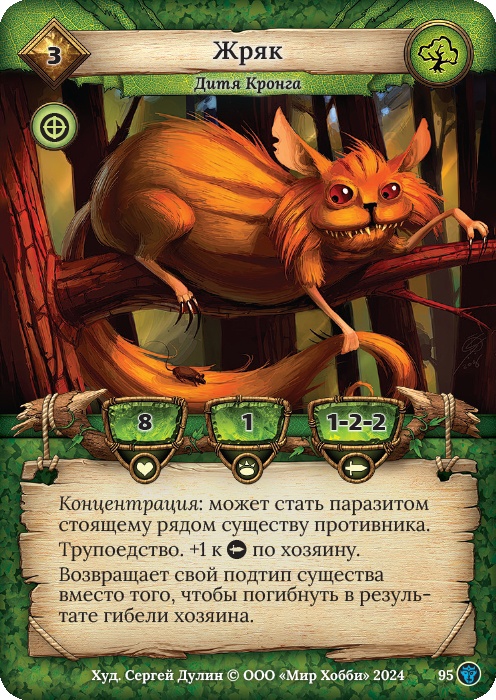 3
Жряк
Дитя Кронга
8
1
1-2-2
Концентрация: может стать паразитом
стоящему рядом существу противника.
Трупоедство. +1 к по хозяину.
Возвращает свой подтип существа
вместо того, чтобы погибнуть в резуль-
тате гибели хозяина.
Худ. Сергей Дулин © ООО «Мир Хобби» 2024
95